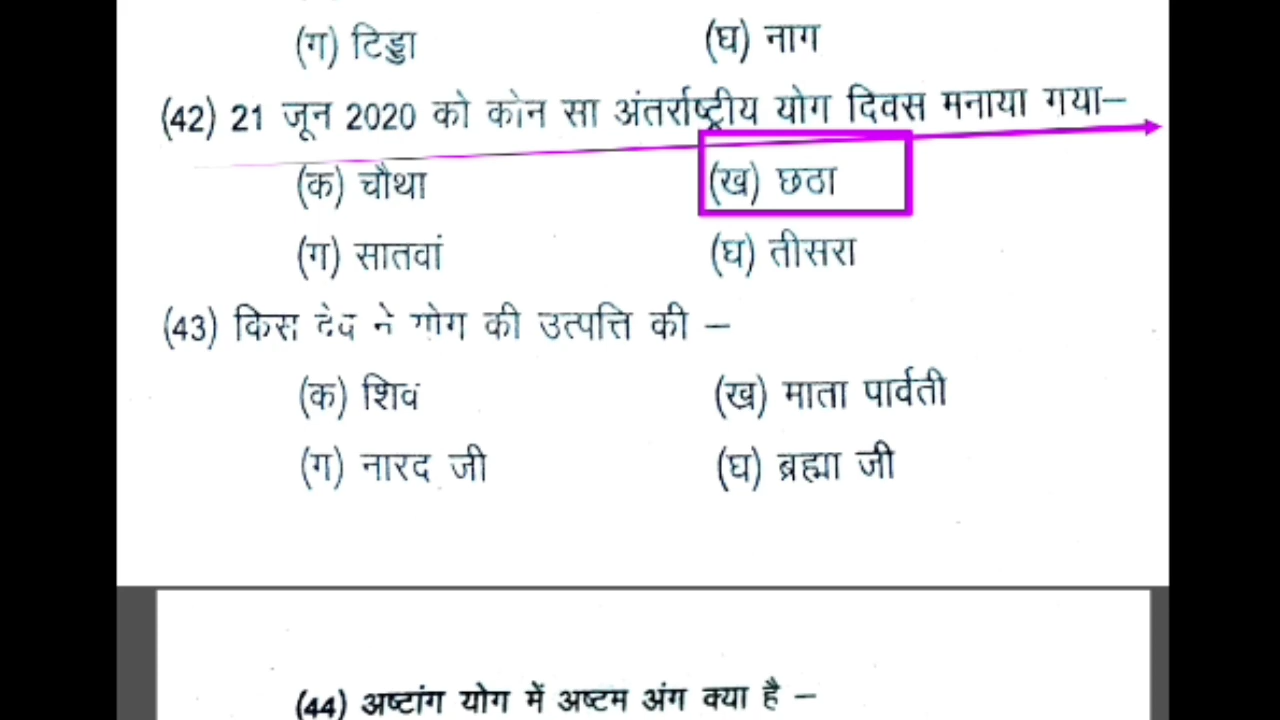 (ग) टिड्डा (घ) नाग
(42) 21 जून 2020 को कोन सा अंतर्राष्ट्रीय योग दिवस मनाया गया–
(क) चौथा (ख) छठा
(ग) सातवां (घ) तीसरा
(43) किस देव ने योग की उत्पत्ति की –
(क) शिव (ख) माता पार्वती
(ग) नारद जी (घ) ब्रह्मा जी
(44) अष्टांग योग में अष्टम अंग क्या है –